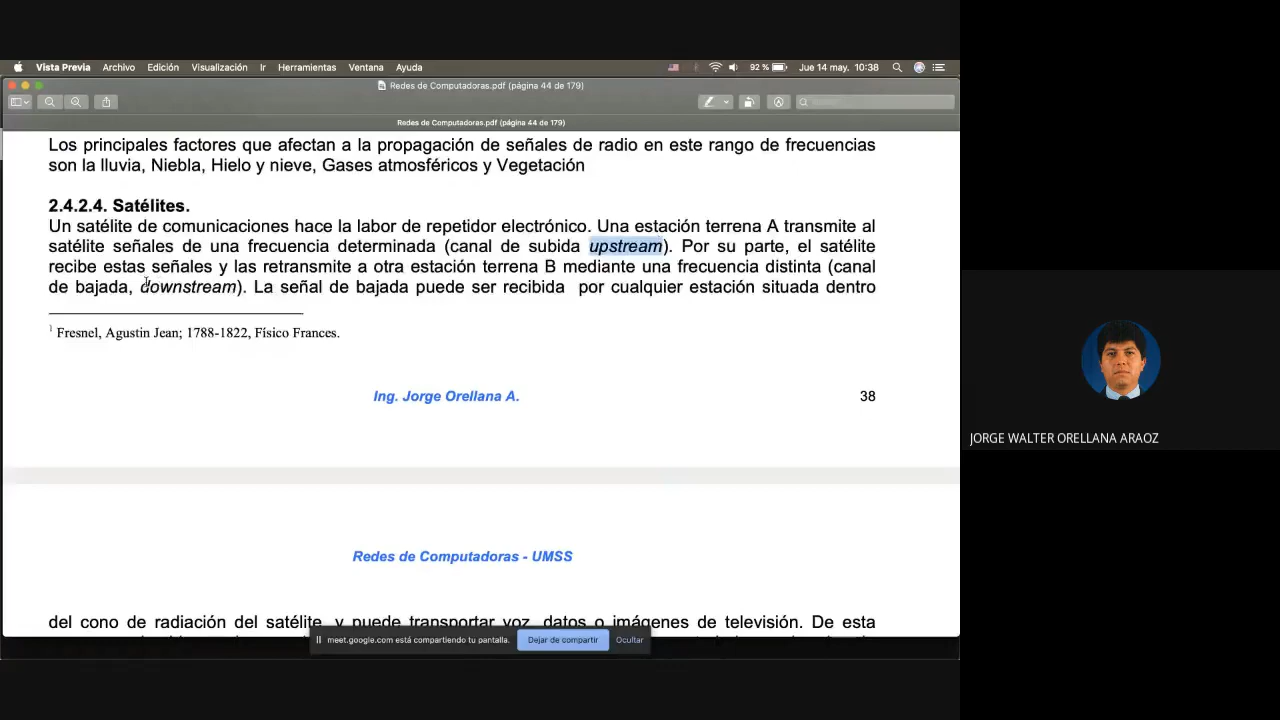 Vista Previa Archivo Edición Visualización Ir Herramientas Ventana Ayuda 92 % Jue 14 may. 10:38
Redes de Computadoras.pdf (página 44 de 179)
Redes de Computadoras.pdf (página 44 de 179)
Los principales factores que afectan a la propagación de señales de radio en este rango de frecuencias
son la lluvia, Niebla, Hielo y nieve, Gases atmosféricos y Vegetación
2.4.2.4. Satélites.
Un satélite de comunicaciones hace la labor de repetidor electrónico. Una estación terrena A transmite al
satélite señales de una frecuencia determinada (canal de subida upstream). Por su parte, el satélite
recibe estas señales y las retransmite a otra estación terrena B mediante una frecuencia distinta (canal
de bajada, downstream). La señal de bajada puede ser recibida por cualquier estación situada dentro
1 Fresnel, Agustin Jean; 1788-1822, Físico Frances.
Ing. Jorge Orellana A. 38
Redes de Computadoras - UMSS
del cono de radiación del satélite, y puede transportar voz, datos o imágenes de televisión. De esta
meet.google.com está compartiendo tu pantalla. Dejar de compartir Ocultar
JORGE WALTER ORELLANA ARAOZ